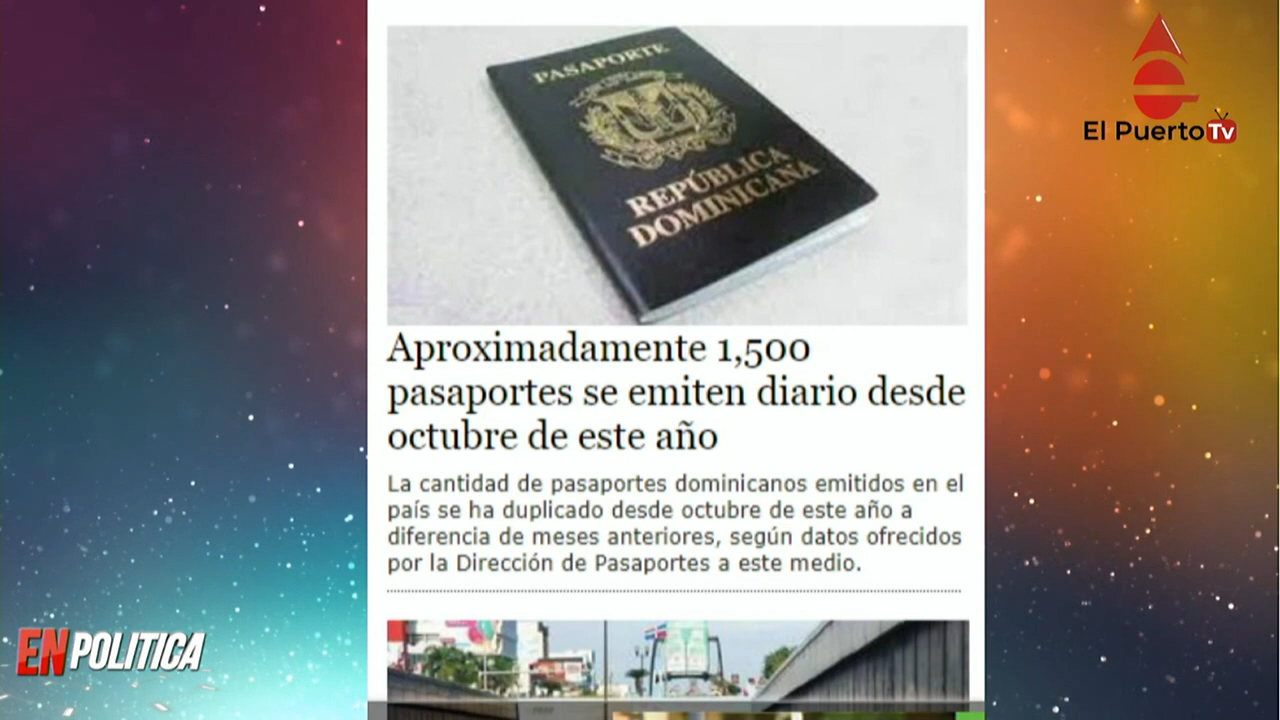 PASAPORTE
REPÚBLICA
DOMINICANA
El Puerto Tv
Aproximadamente 1,500
pasaportes se emiten diario desde
octubre de este año
La cantidad de pasaportes dominicanos emitidos en el
país se ha duplicado desde octubre de este año a
diferencia de meses anteriores, según datos ofrecidos
por la Dirección de Pasaportes a este medio.
EN POLITICA